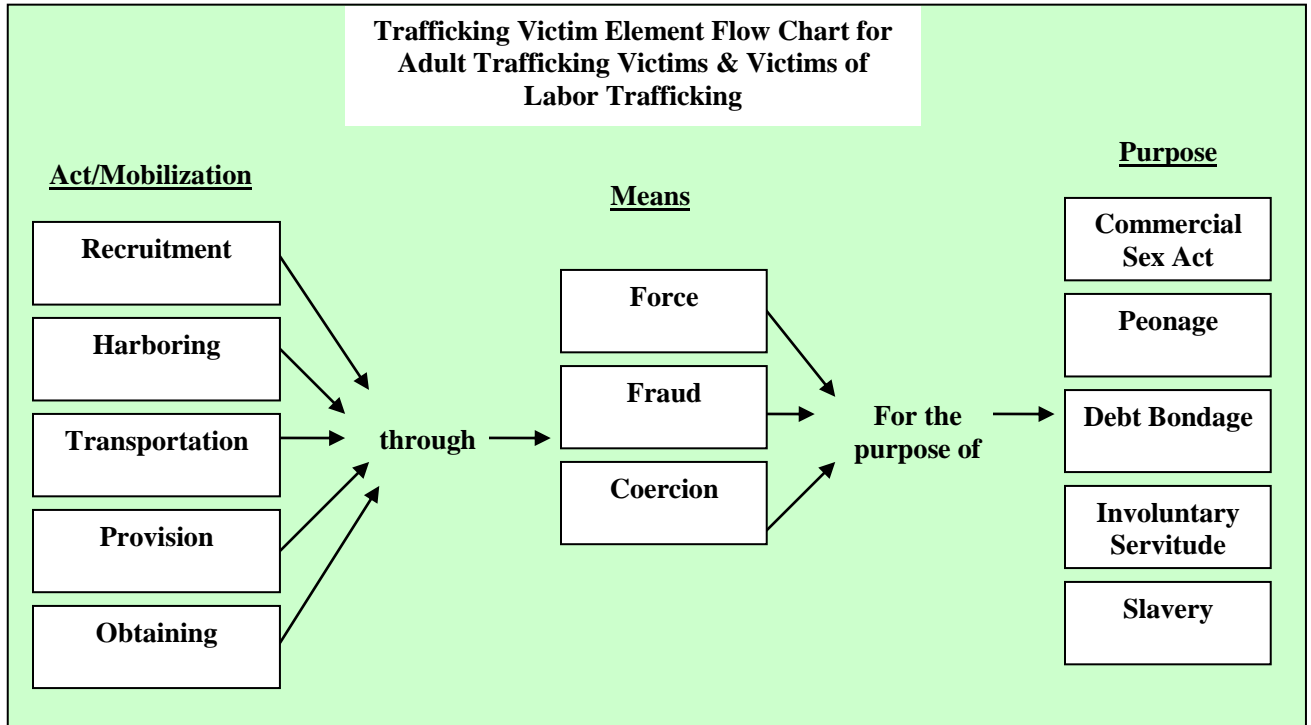 Trafficking Victim Element Flow Chart for
Adult Trafficking Victims & Victims of
Labor Trafficking
Act/Mobilization
Recruitment
Harboring
Transportation
Provision
Obtaining
through
Means
Force
Fraud
Coercion
For the
purpose of
Purpose
Commercial
Sex Act
Peonage
Debt Bondage
Involuntary
Servitude
Slavery